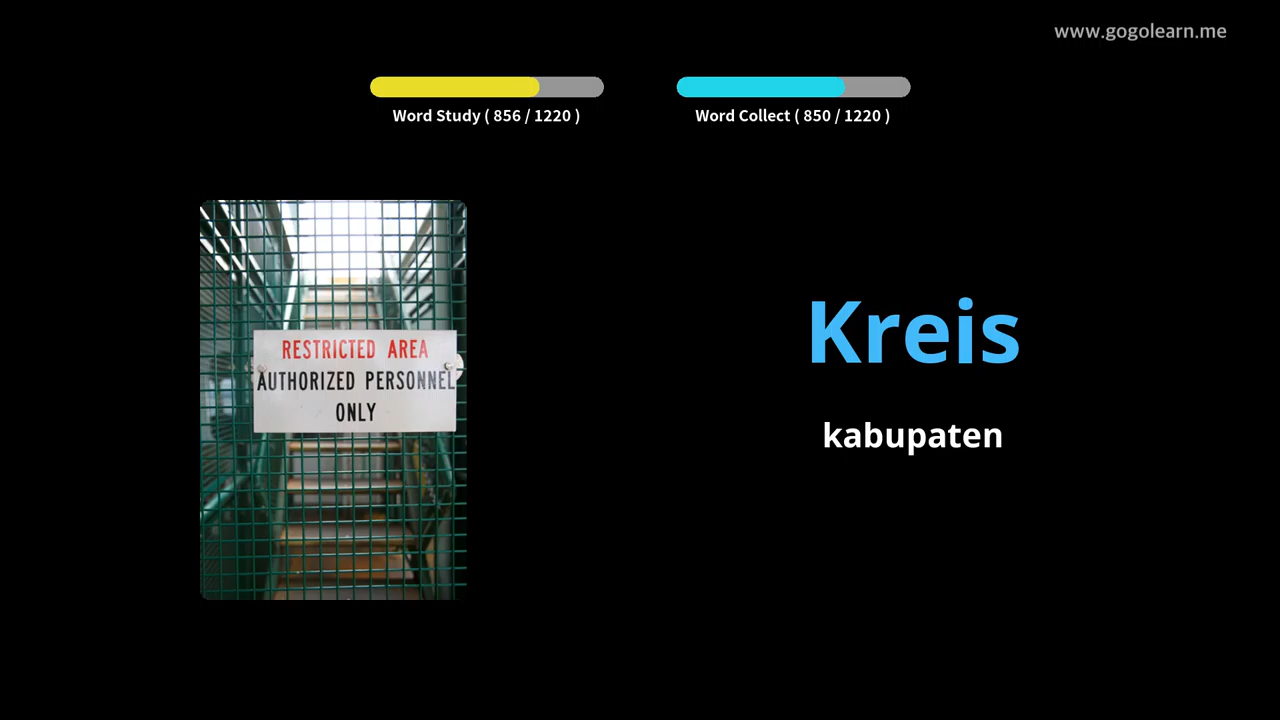 www.gogolearn.me
Word Study ( 856 / 1220 )
Word Collect ( 850 / 1220 )
RESTRICTED AREA
AUTHORIZED PERSONNEL
ONLY
Kreis
kabupaten